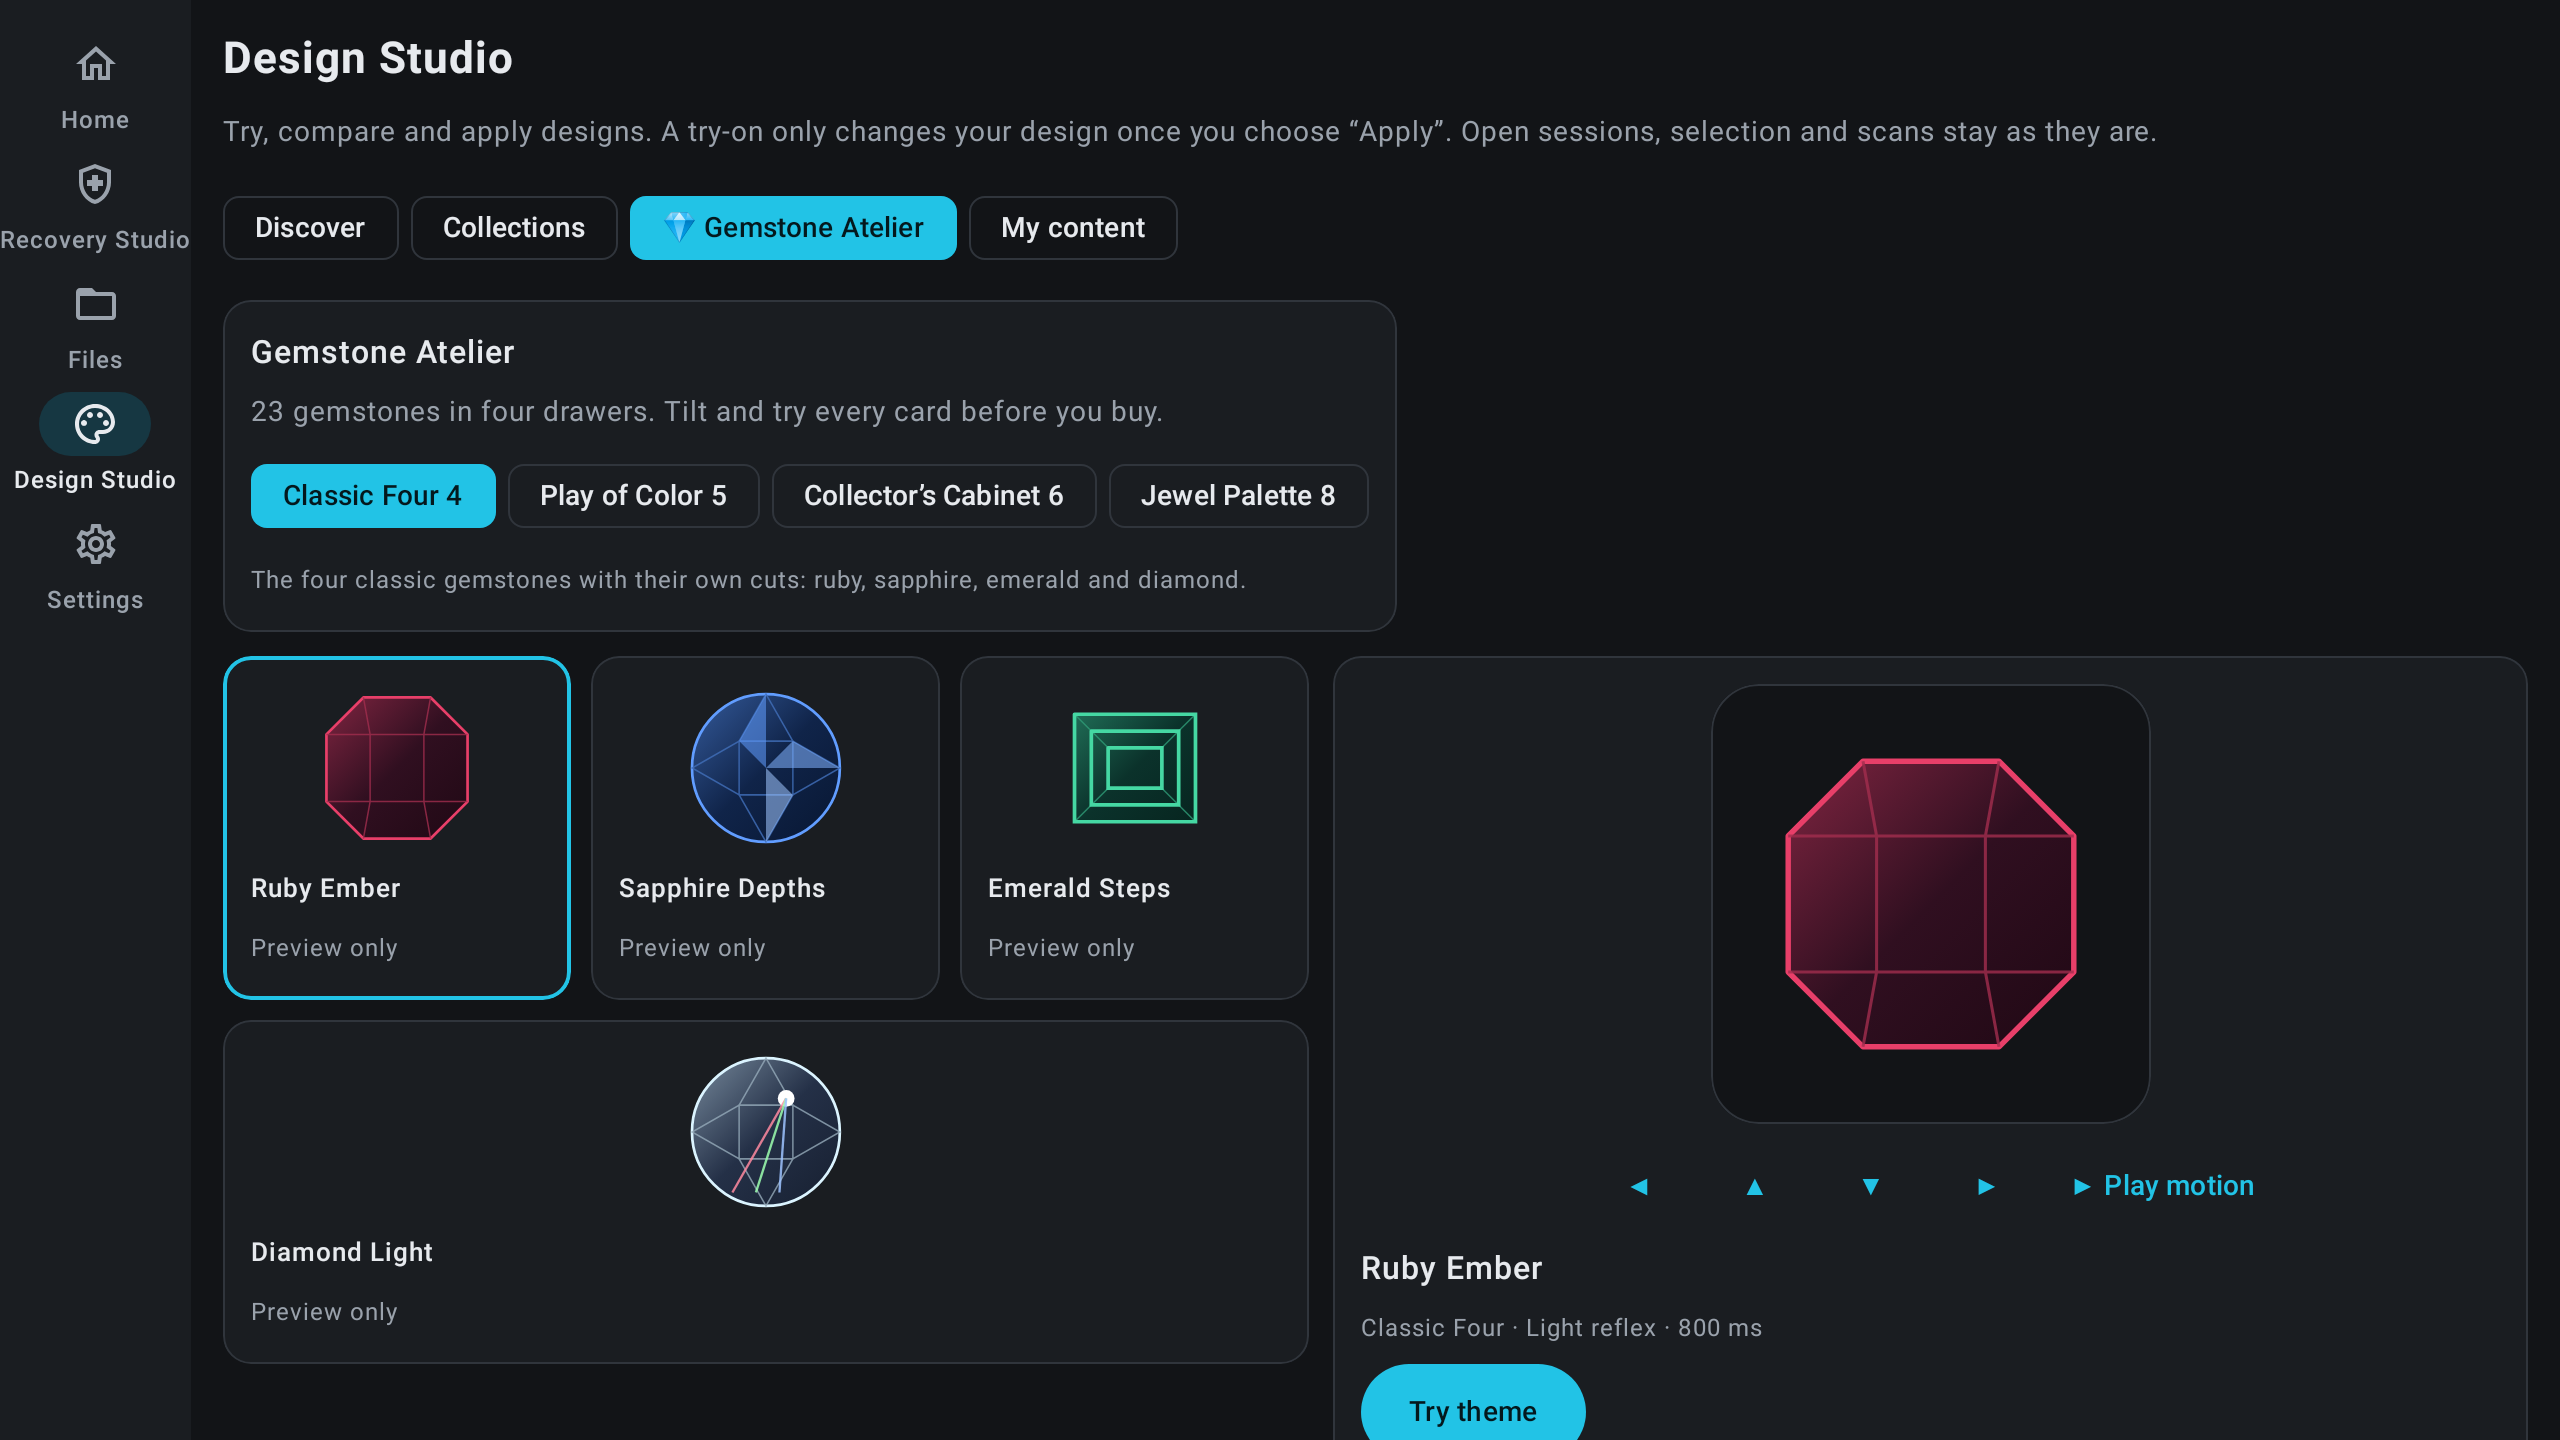 Home
Recovery Studio
Files
Design Studio
Settings
Design Studio
Try, compare and apply designs. A try-on only changes your design once you choose “Apply”. Open sessions, selection and scans stay as they are.
Discover
Collections
Gemstone Atelier
My content
Gemstone Atelier
23 gemstones in four drawers. Tilt and try every card before you buy.
Classic Four 4
Play of Color 5
Collector’s Cabinet 6
Jewel Palette 8
The four classic gemstones with their own cuts: ruby, sapphire, emerald and diamond.
Ruby Ember
Preview only
Sapphire Depths
Preview only
Emerald Steps
Preview only
Diamond Light
Preview only
Play motion
Ruby Ember
Classic Four · Light reflex · 800 ms
Try theme